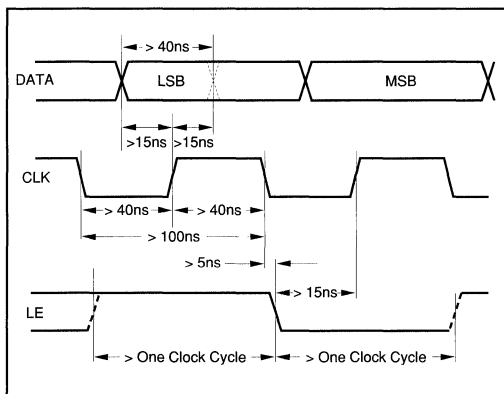 > 40ns
DATA
LSB
MSB
>15ns
>15ns
CLK
> 40ns
> 40ns
> 100ns
> 5ns
> 15ns
LE
> One Clock Cycle
> One Clock Cycle